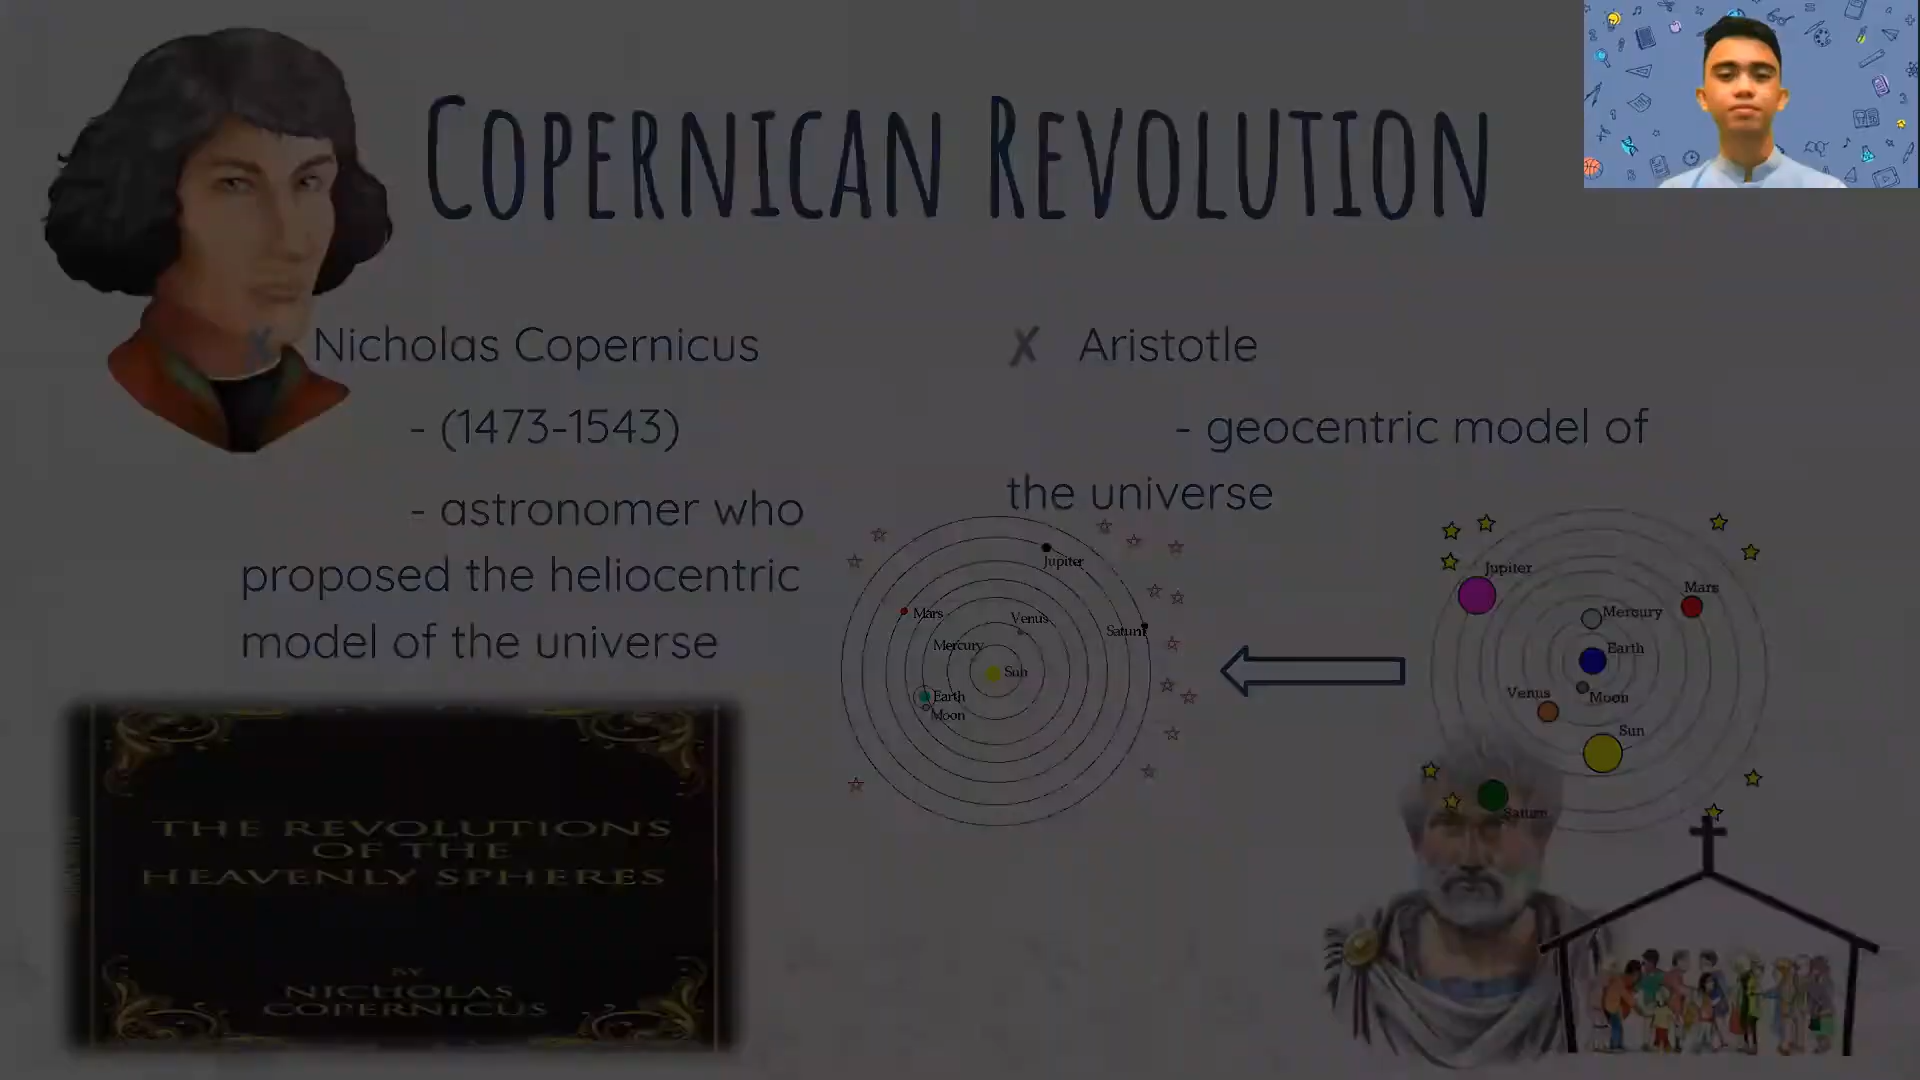 COPERNICAN REVOLUTION
✗ Nicholas Copernicus
- (1473-1543)
- astronomer who
proposed the heliocentric
model of the universe
✗ Aristotle
- geocentric model of
the universe
Jupiter
Mars
Venus
Saturn
Mercury
Sun
Earth
Moon
Jupiter
Mars
Mercury
Earth
Venus
Moon
Sun
Saturn
THE REVOLUTIONS
OF THE
HEAVENLY SPHERES
BY
NICHOLAS
COPERNICUS